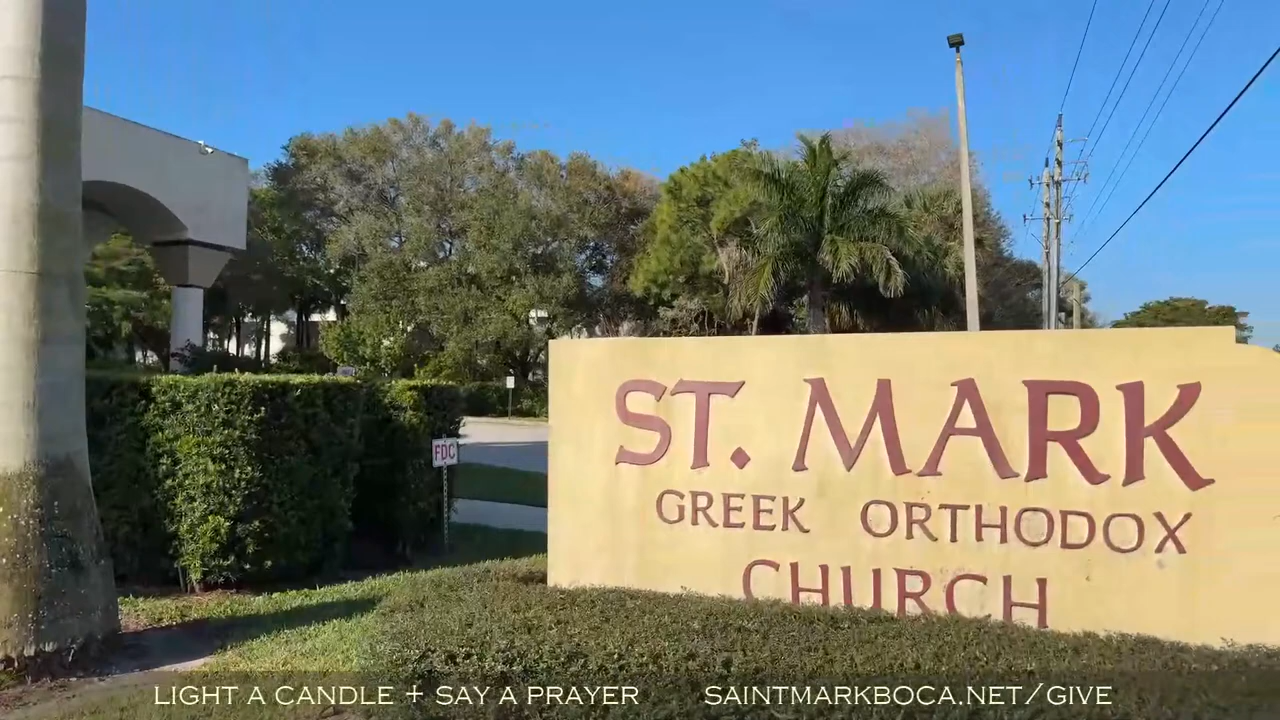 ST. MARK
GREEK ORTHODOX
CHURCH
FDC
LIGHT A CANDLE + SAY A PRAYER SAINTMARKBOCA.NET/GIVE